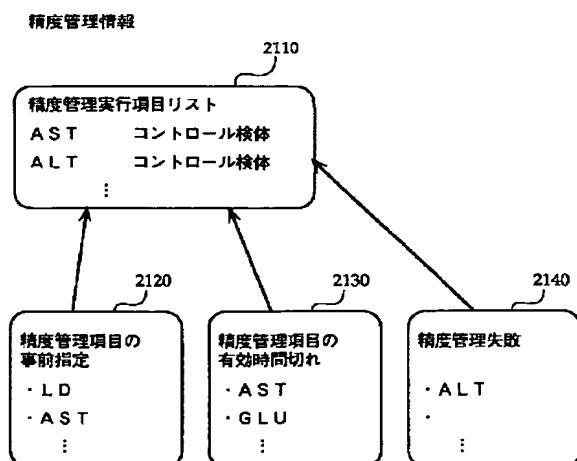 精度管理情報
2110
精度管理実行項目リスト
AST コントロール検体
ALT コントロール検体
⋮
2120
2130
2140
精度管理項目の
事前指定
・LD
・AST
⋮
精度管理項目の
有効時間切れ
・AST
・GLU
⋮
精度管理失敗
・ALT
・
⋮